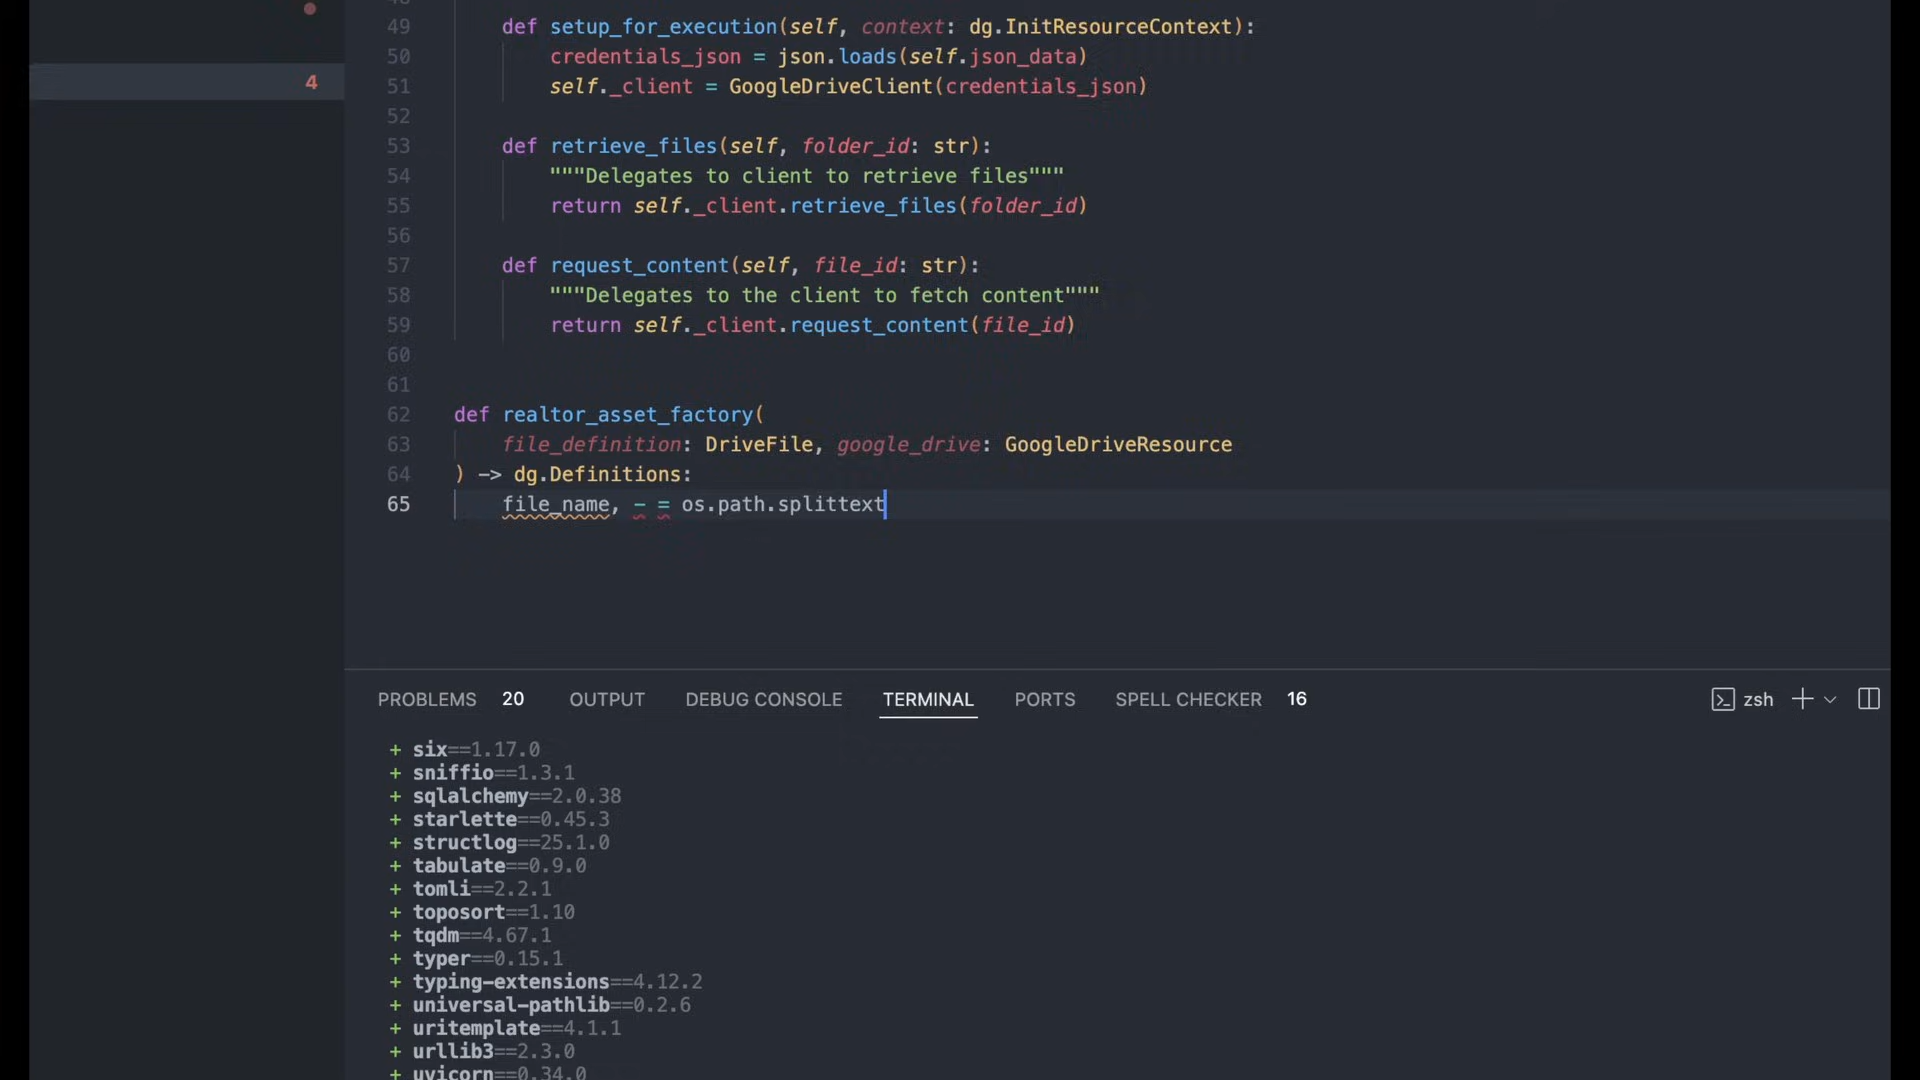 4
49 def setup_for_execution(self, context: dg.InitResourceContext):
50 credentials_json = json.loads(self.json_data)
51 self._client = GoogleDriveClient(credentials_json)
52
53 def retrieve_files(self, folder_id: str):
54 """Delegates to client to retrieve files"""
55 return self._client.retrieve_files(folder_id)
56
57 def request_content(self, file_id: str):
58 """Delegates to the client to fetch content"""
59 return self._client.request_content(file_id)
60
61
62 def realtor_asset_factory(
63 file_definition: DriveFile, google_drive: GoogleDriveResource
64 ) -> dg.Definitions:
65 file_name, - = os.path.splittext
PROBLEMS 20 OUTPUT DEBUG CONSOLE TERMINAL PORTS SPELL CHECKER 16 zsh
+ six==1.17.0
+ sniffio==1.3.1
+ sqlalchemy==2.0.38
+ starlette==0.45.3
+ structlog==25.1.0
+ tabulate==0.9.0
+ tomli==2.2.1
+ toposort==1.10
+ tqdm==4.67.1
+ typer==0.15.1
+ typing-extensions==4.12.2
+ universal-pathlib==0.2.6
+ uritemplate==4.1.1
+ urllib3==2.3.0
+ uvicorn==0.34.0